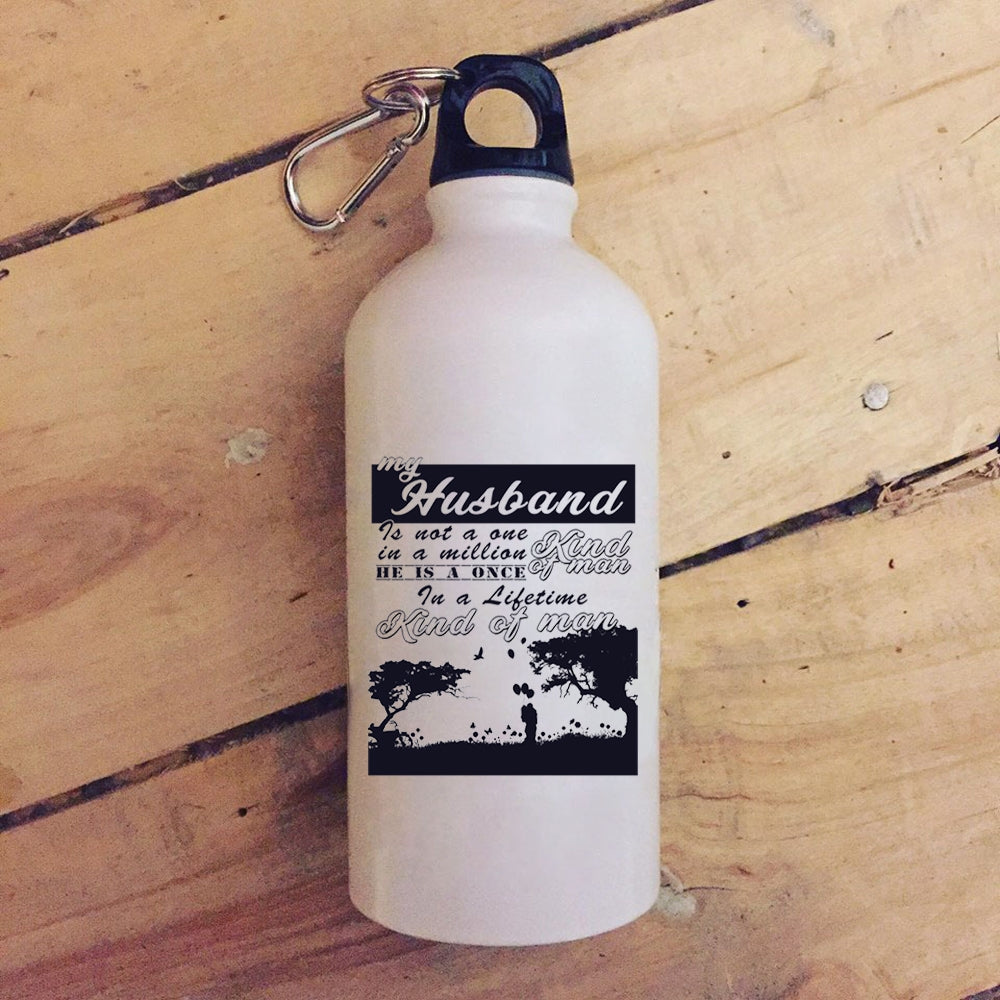 my
Husband
Is not a one
in a million Kind
of man
HE IS A ONCE
In a Lifetime
Kind of man